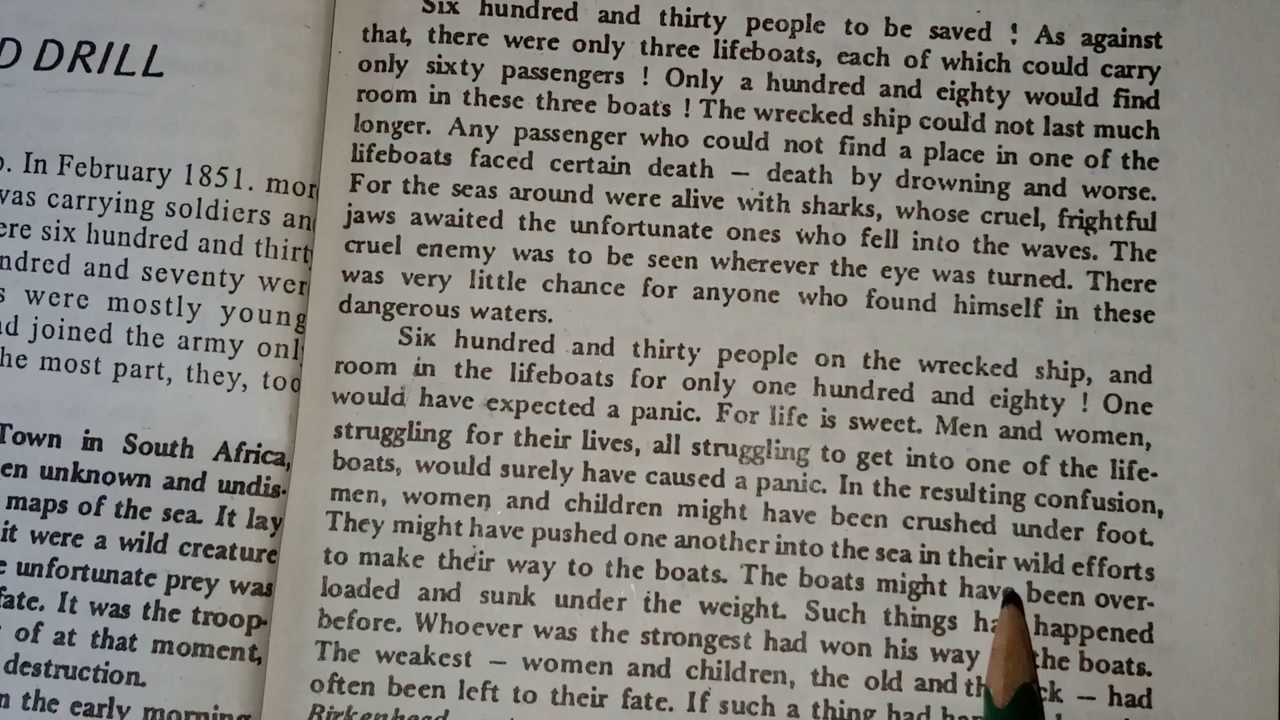 D DRILL
o. In February 1851. mor
was carrying soldiers an
ere six hundred and thirt
ndred and seventy wer
s were mostly young
ad joined the army onl
he most part, they, too
Town in South Africa,
en unknown and undis-
maps of the sea. It lay
it were a wild creature
e unfortunate prey was
fate. It was the troop-
of at that moment,
destruction.
n the early morning
Six hundred and thirty people to be saved ! As against
that, there were only three lifeboats, each of which could carry
only sixty passengers ! Only a hundred and eighty would find
room in these three boats ! The wrecked ship could not last much
longer. Any passenger who could not find a place in one of the
lifeboats faced certain death — death by drowning and worse.
For the seas around were alive with sharks, whose cruel, frightful
jaws awaited the unfortunate ones who fell into the waves. The
cruel enemy was to be seen wherever the eye was turned. There
was very little chance for anyone who found himself in these
dangerous waters.
Six hundred and thirty people on the wrecked ship, and
room in the lifeboats for only one hundred and eighty ! One
would have expected a panic. For life is sweet. Men and women,
struggling for their lives, all struggling to get into one of the life-
boats, would surely have caused a panic. In the resulting confusion,
men, women and children might have been crushed under foot.
They might have pushed one another into the sea in their wild efforts
to make their way to the boats. The boats might have been over-
loaded and sunk under the weight. Such things ha happened
before. Whoever was the strongest had won his way the boats.
The weakest — women and children, the old and th ck — had
often been left to their fate. If such a thing had
Birkenhead